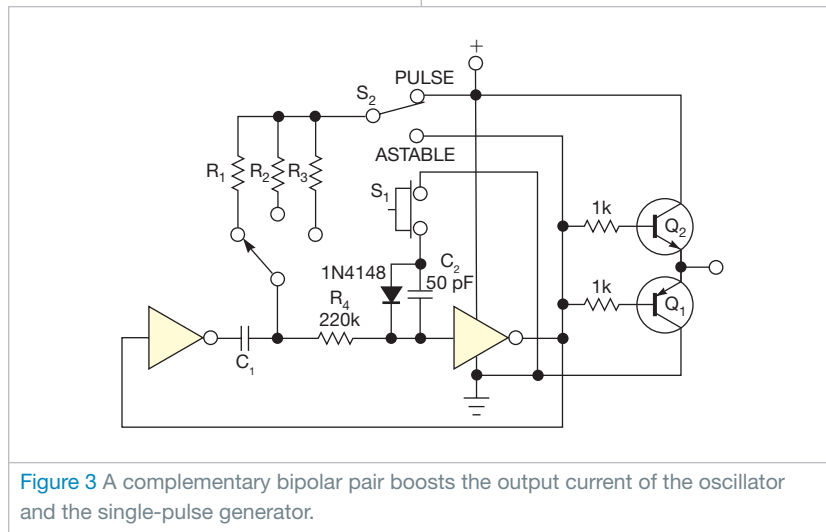 +
PULSE
S2
ASTABLE
R1 R2 R3
S1
1k
Q2
1N4148
C2
50 pF
R4
220k
1k
Q1
C1
Figure 3 A complementary bipolar pair boosts the output current of the oscillator
and the single-pulse generator.